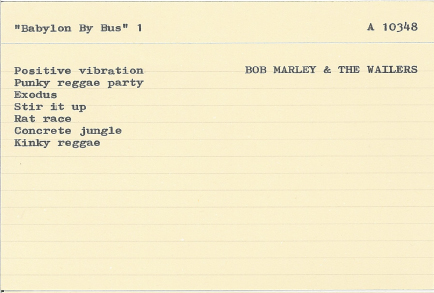 "Babylon By Bus" 1
A 10348
Positive vibration
BOB MARLEY & THE WAILERS
Punky reggae party
Exodus
Stir it up
Rat race
Concrete jungle
Kinky reggae